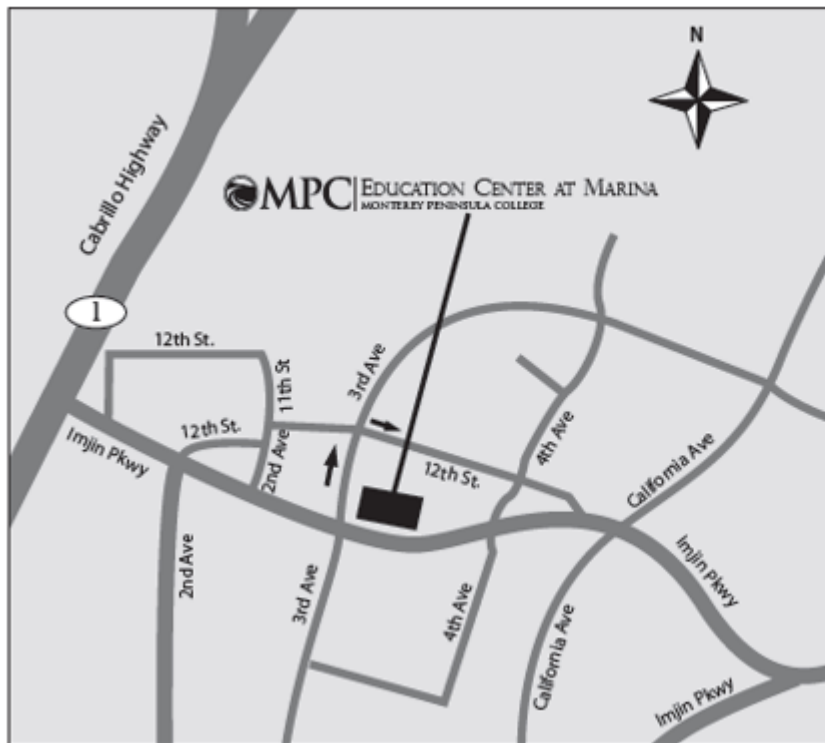 N
Cabrillo Highway
MPC EDUCATION CENTER AT MARINA
MONTEREY PENINSULA COLLEGE
1
12th St.
3rd Ave
11th St
12th St.
4th Ave
Imjin Pkwy
2nd Ave
12th St.
California Ave
2nd Ave
3rd Ave
4th Ave
Imjin Pkwy
California Ave
Imjin Pkwy